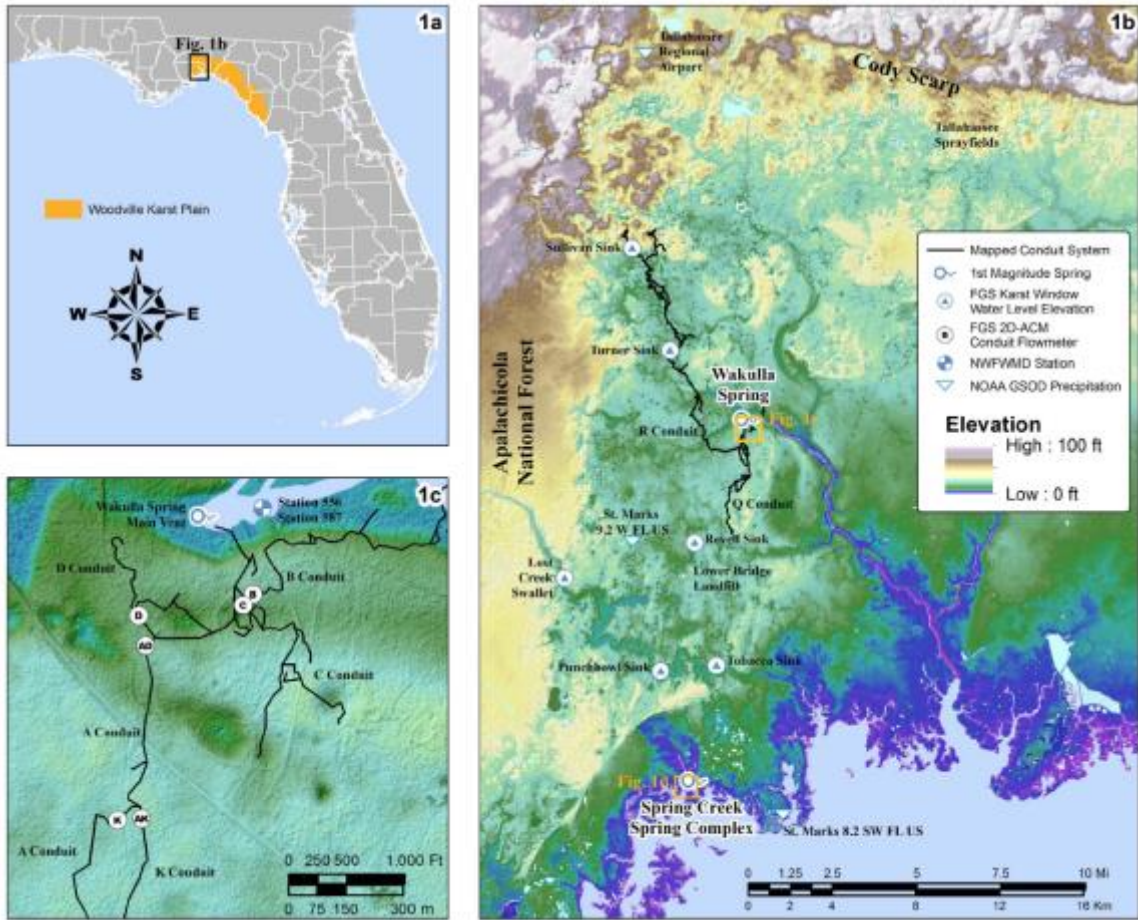 1a
Fig. 1b
Woodville Karst Plain
N
W
E
S
1b
Tallahassee
Regional
Airport
Cody Scarp
Tallahassee
Sprayfields
Sullivan Sink
Turner Sink
Wakulla
Spring
Fig. 1c
R Conduit
Apalachicola
National Forest
Q Conduit
St. Marks
9.2 W FL US
Revell Sink
Lost
Creek
Swallet
Lower Bridge
Landfill
Punchbowl Sink
Tobacco Sink
Fig. 1d
Spring Creek
Spring Complex
St. Marks 8.2 SW FL US
Mapped Conduit System
1st Magnitude Spring
FGS Karst Window
Water Level Elevation
B
FGS 2D-ACM
Conduit Flowmeter
NWFWMD Station
NOAA GSOD Precipitation
Elevation
High : 100 ft
Low : 0 ft
0 1.25 2.5 5 7.5 10 Mi
0 2 4 8 12 16 Km
1c
Wakulla Spring
Main Vent
Station 556
Station 587
D Conduit
B Conduit
B
C
D
AD
C Conduit
A Conduit
K
AK
A Conduit
K Conduit
0 250 500 1,000 Ft
0 75 150 300 m